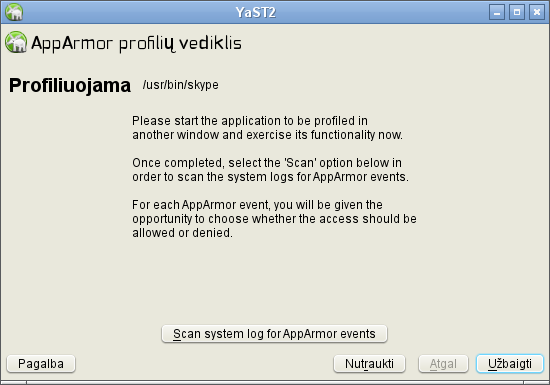 YaST2
AppArmor profilių vediklis
Profiliuojama /usr/bin/skype
Please start the application to be profiled in
another window and exercise its functionality now.
Once completed, select the 'Scan' option below in
order to scan the system logs for AppArmor events.
For each AppArmor event, you will be given the
opportunity to choose whether the access should be
allowed or denied.
Scan system log for AppArmor events
Pagalba Nutraukti Atgal Užbaigti